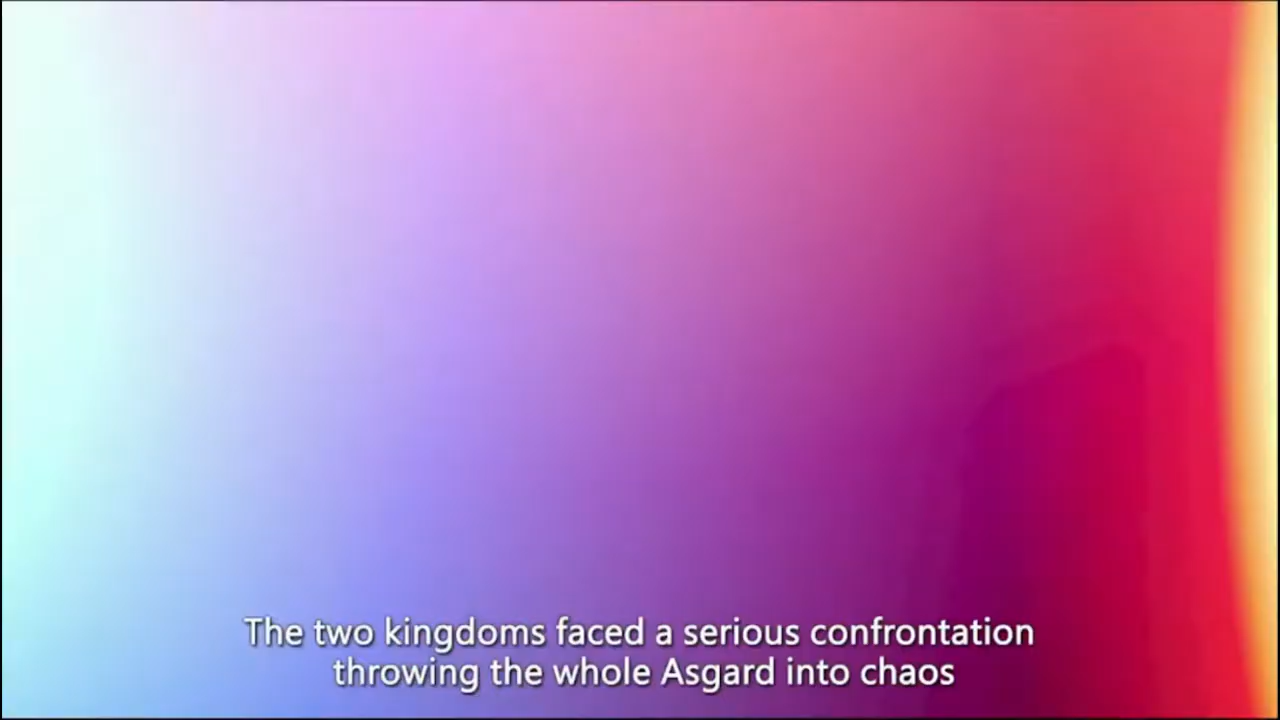 The two kingdoms faced a serious confrontation
throwing the whole Asgard into chaos